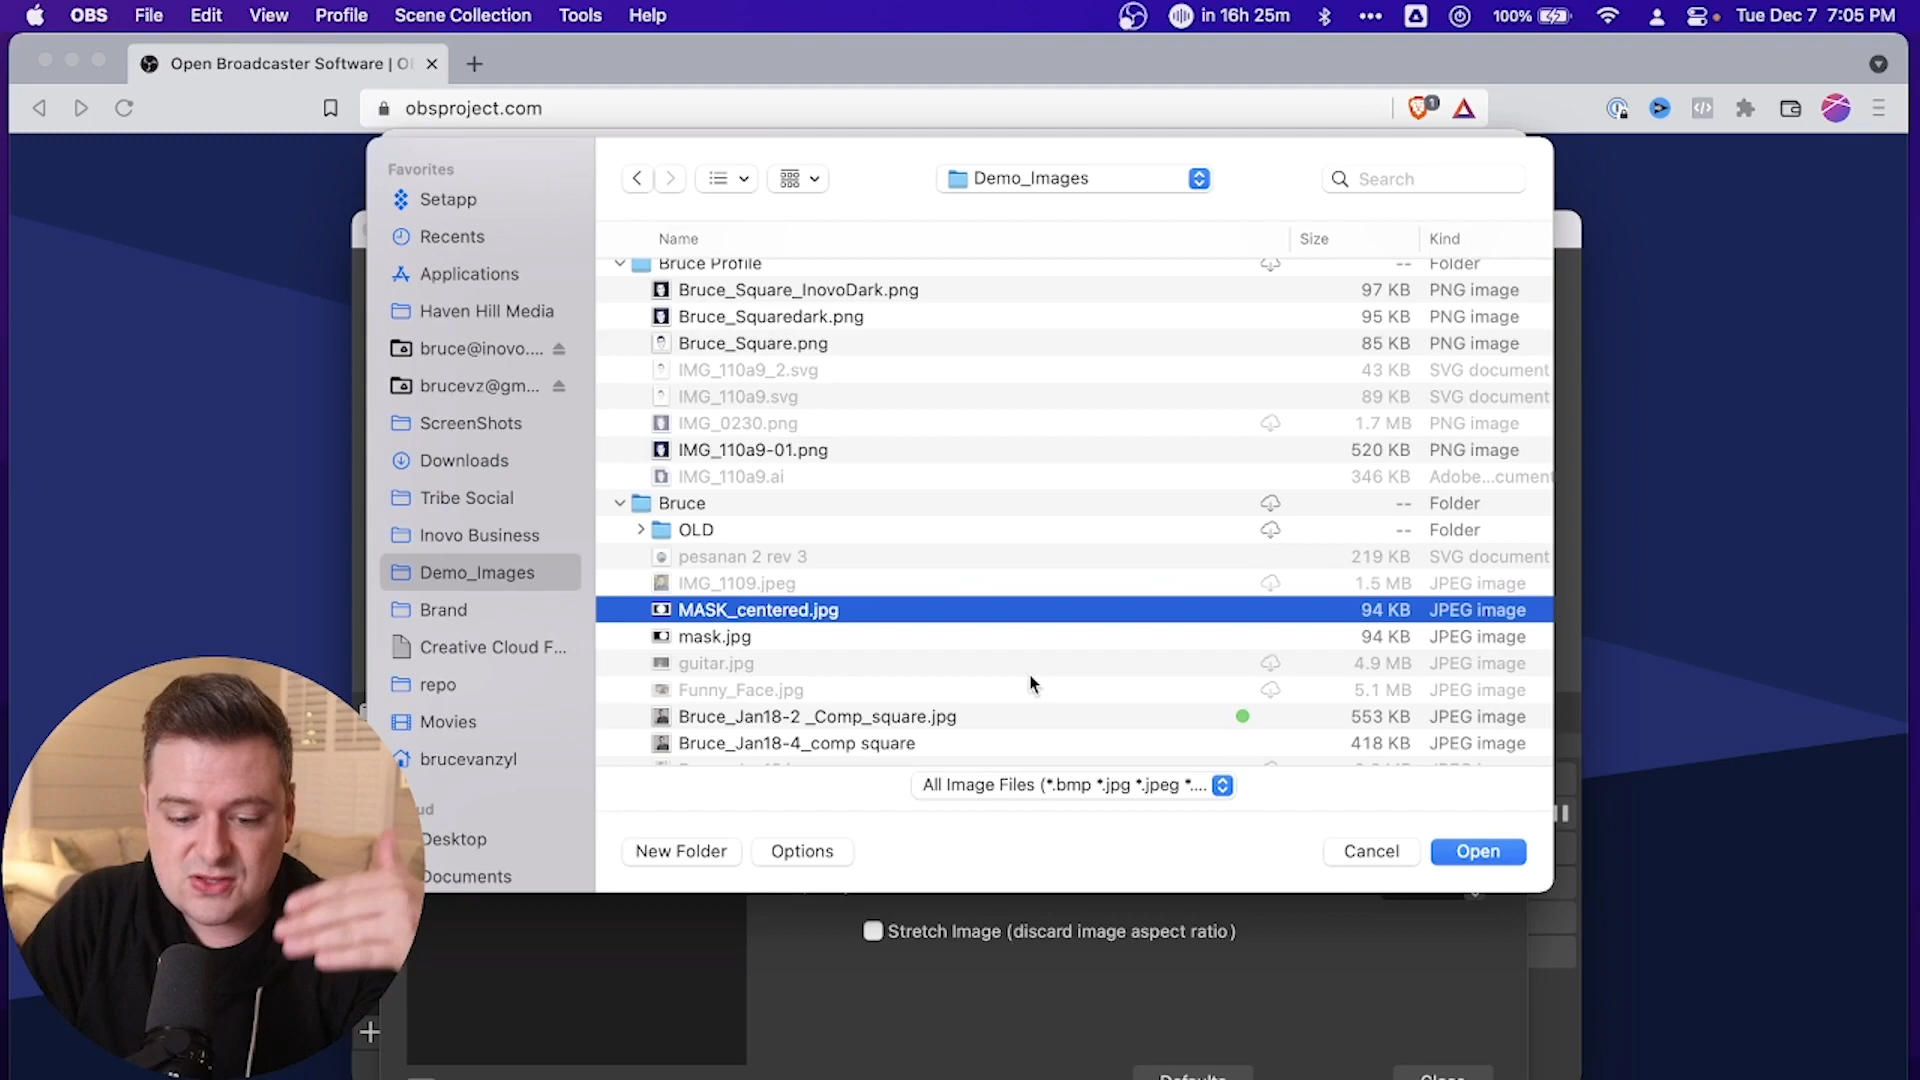 OBS File Edit View Profile Scene Collection Tools Help in 16h 25m 100% Tue Dec 7 7:05 PM
Open Broadcaster Software | O
obsproject.com
Favorites
Setapp
Recents
Applications
Haven Hill Media
bruce@inovo....
brucevz@gm...
ScreenShots
Downloads
Tribe Social
Inovo Business
Demo_Images
Brand
Creative Cloud F...
repo
Movies
brucevanzyl
ud
Desktop
Documents
Demo_Images
Search
Name Size Kind
Bruce Profile -- Folder
Bruce_Square_InovoDark.png 97 KB PNG image
Bruce_Squaredark.png 95 KB PNG image
Bruce_Square.png 85 KB PNG image
IMG_110a9_2.svg 43 KB SVG document
IMG_110a9.svg 89 KB SVG document
IMG_0230.png 1.7 MB PNG image
IMG_110a9-01.png 520 KB PNG image
IMG_110a9.ai 346 KB Adobe...cument
Bruce -- Folder
OLD -- Folder
pesanan 2 rev 3 219 KB SVG document
IMG_1109.jpeg 1.5 MB JPEG image
MASK_centered.jpg 94 KB JPEG image
mask.jpg 94 KB JPEG image
guitar.jpg 4.9 MB JPEG image
Funny_Face.jpg 5.1 MB JPEG image
Bruce_Jan18-2 _Comp_square.jpg 553 KB JPEG image
Bruce_Jan18-4_comp square 418 KB JPEG image
All Image Files (*.bmp *.jpg *.jpeg *....
New Folder Options Cancel Open
Stretch Image (discard image aspect ratio)
Defaults Close